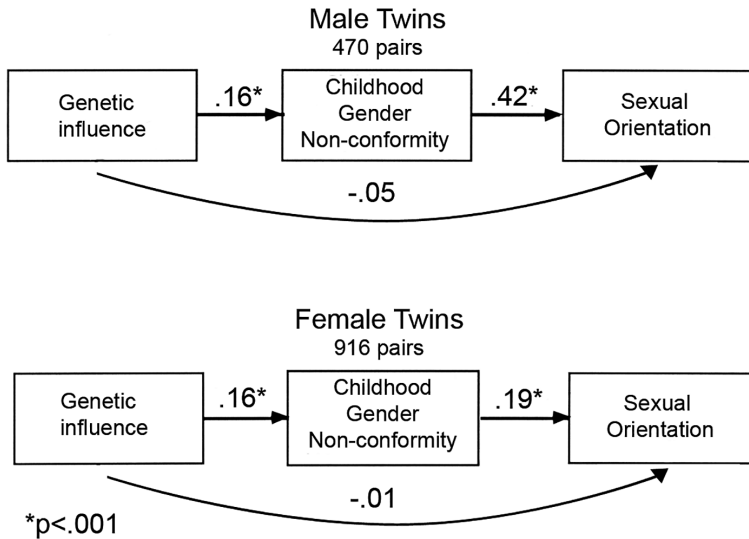 Male Twins
470 pairs
Genetic
influence
.16*
Childhood
Gender
Non-conformity
.42*
Sexual
Orientation
-.05
Female Twins
916 pairs
Genetic
influence
.16*
Childhood
Gender
Non-conformity
.19*
Sexual
Orientation
-.01
*p<.001